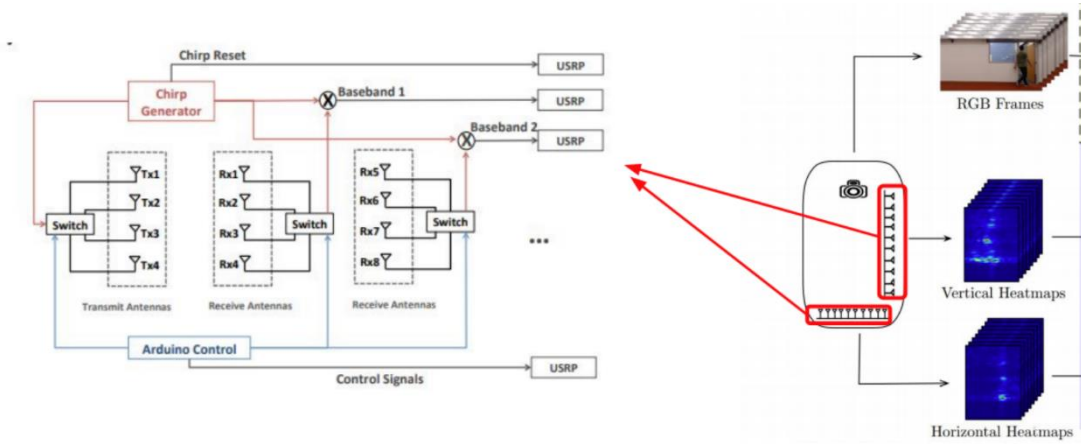 Chirp Reset
USRP
Chirp
Generator
Baseband 1
USRP
Baseband 2
USRP
Tx1
Tx2
Tx3
Tx4
Switch
Rx1
Rx2
Rx3
Rx4
Switch
Rx5
Rx6
Rx7
Rx8
Switch
...
Transmit Antennas
Receive Antennas
Receive Antennas
Arduino Control
Control Signals
USRP
RGB Frames
Vertical Heatmaps
Horizontal Heatmaps